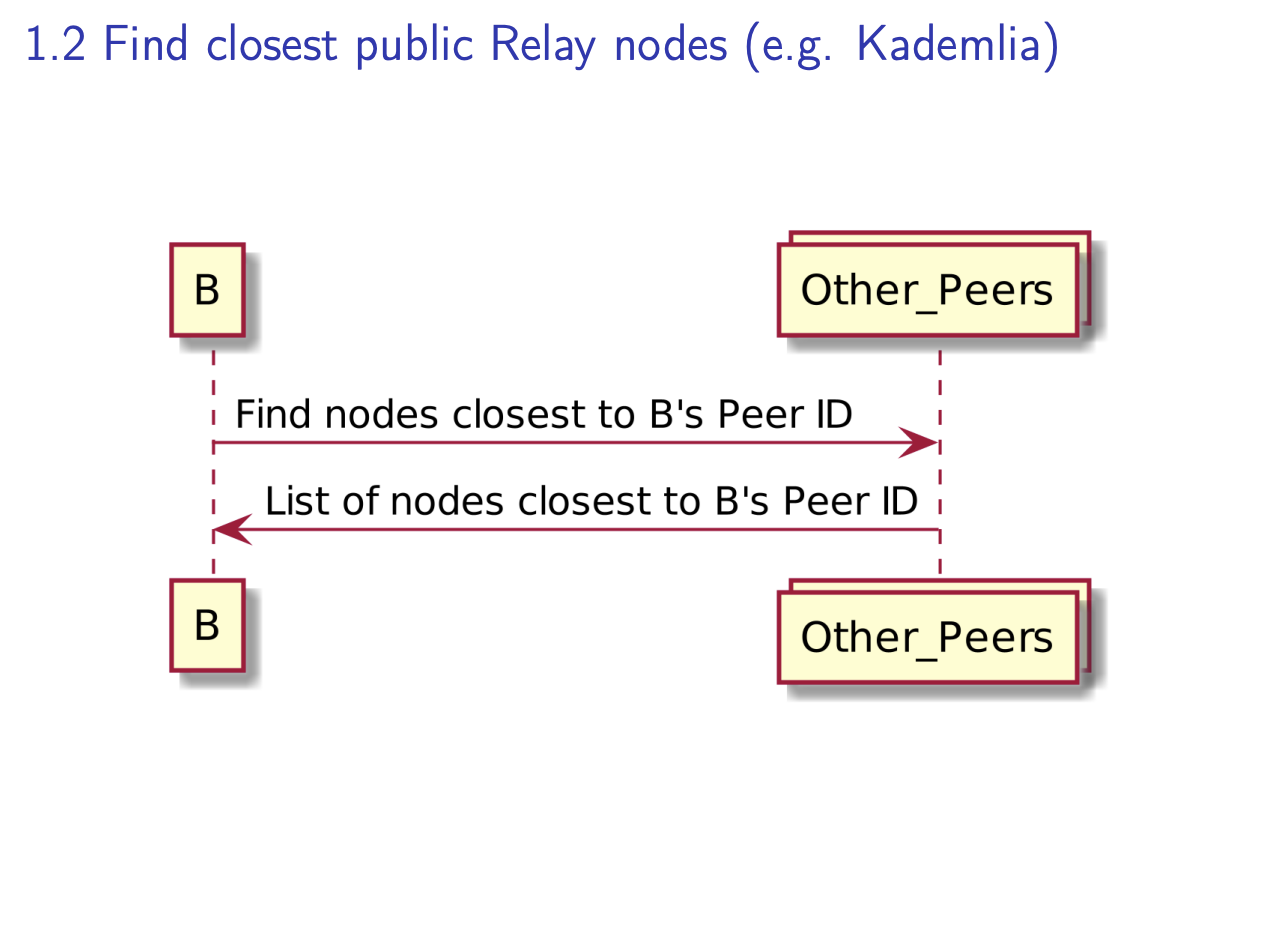 1.2 Find closest public Relay nodes (e.g. Kademlia)
B
Other_Peers
Find nodes closest to B's Peer ID
List of nodes closest to B's Peer ID
B
Other_Peers